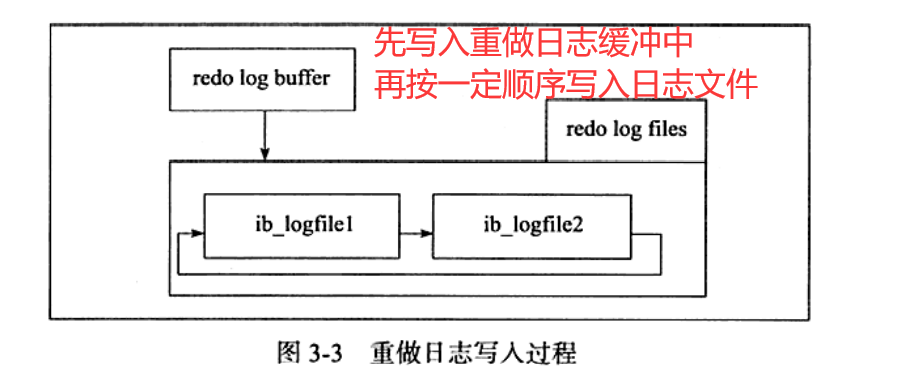 先写入重做日志缓冲中
再按一定顺序写入日志文件
redo log buffer
redo log files
ib_logfile1
ib_logfile2
图 3-3 重做日志写入过程